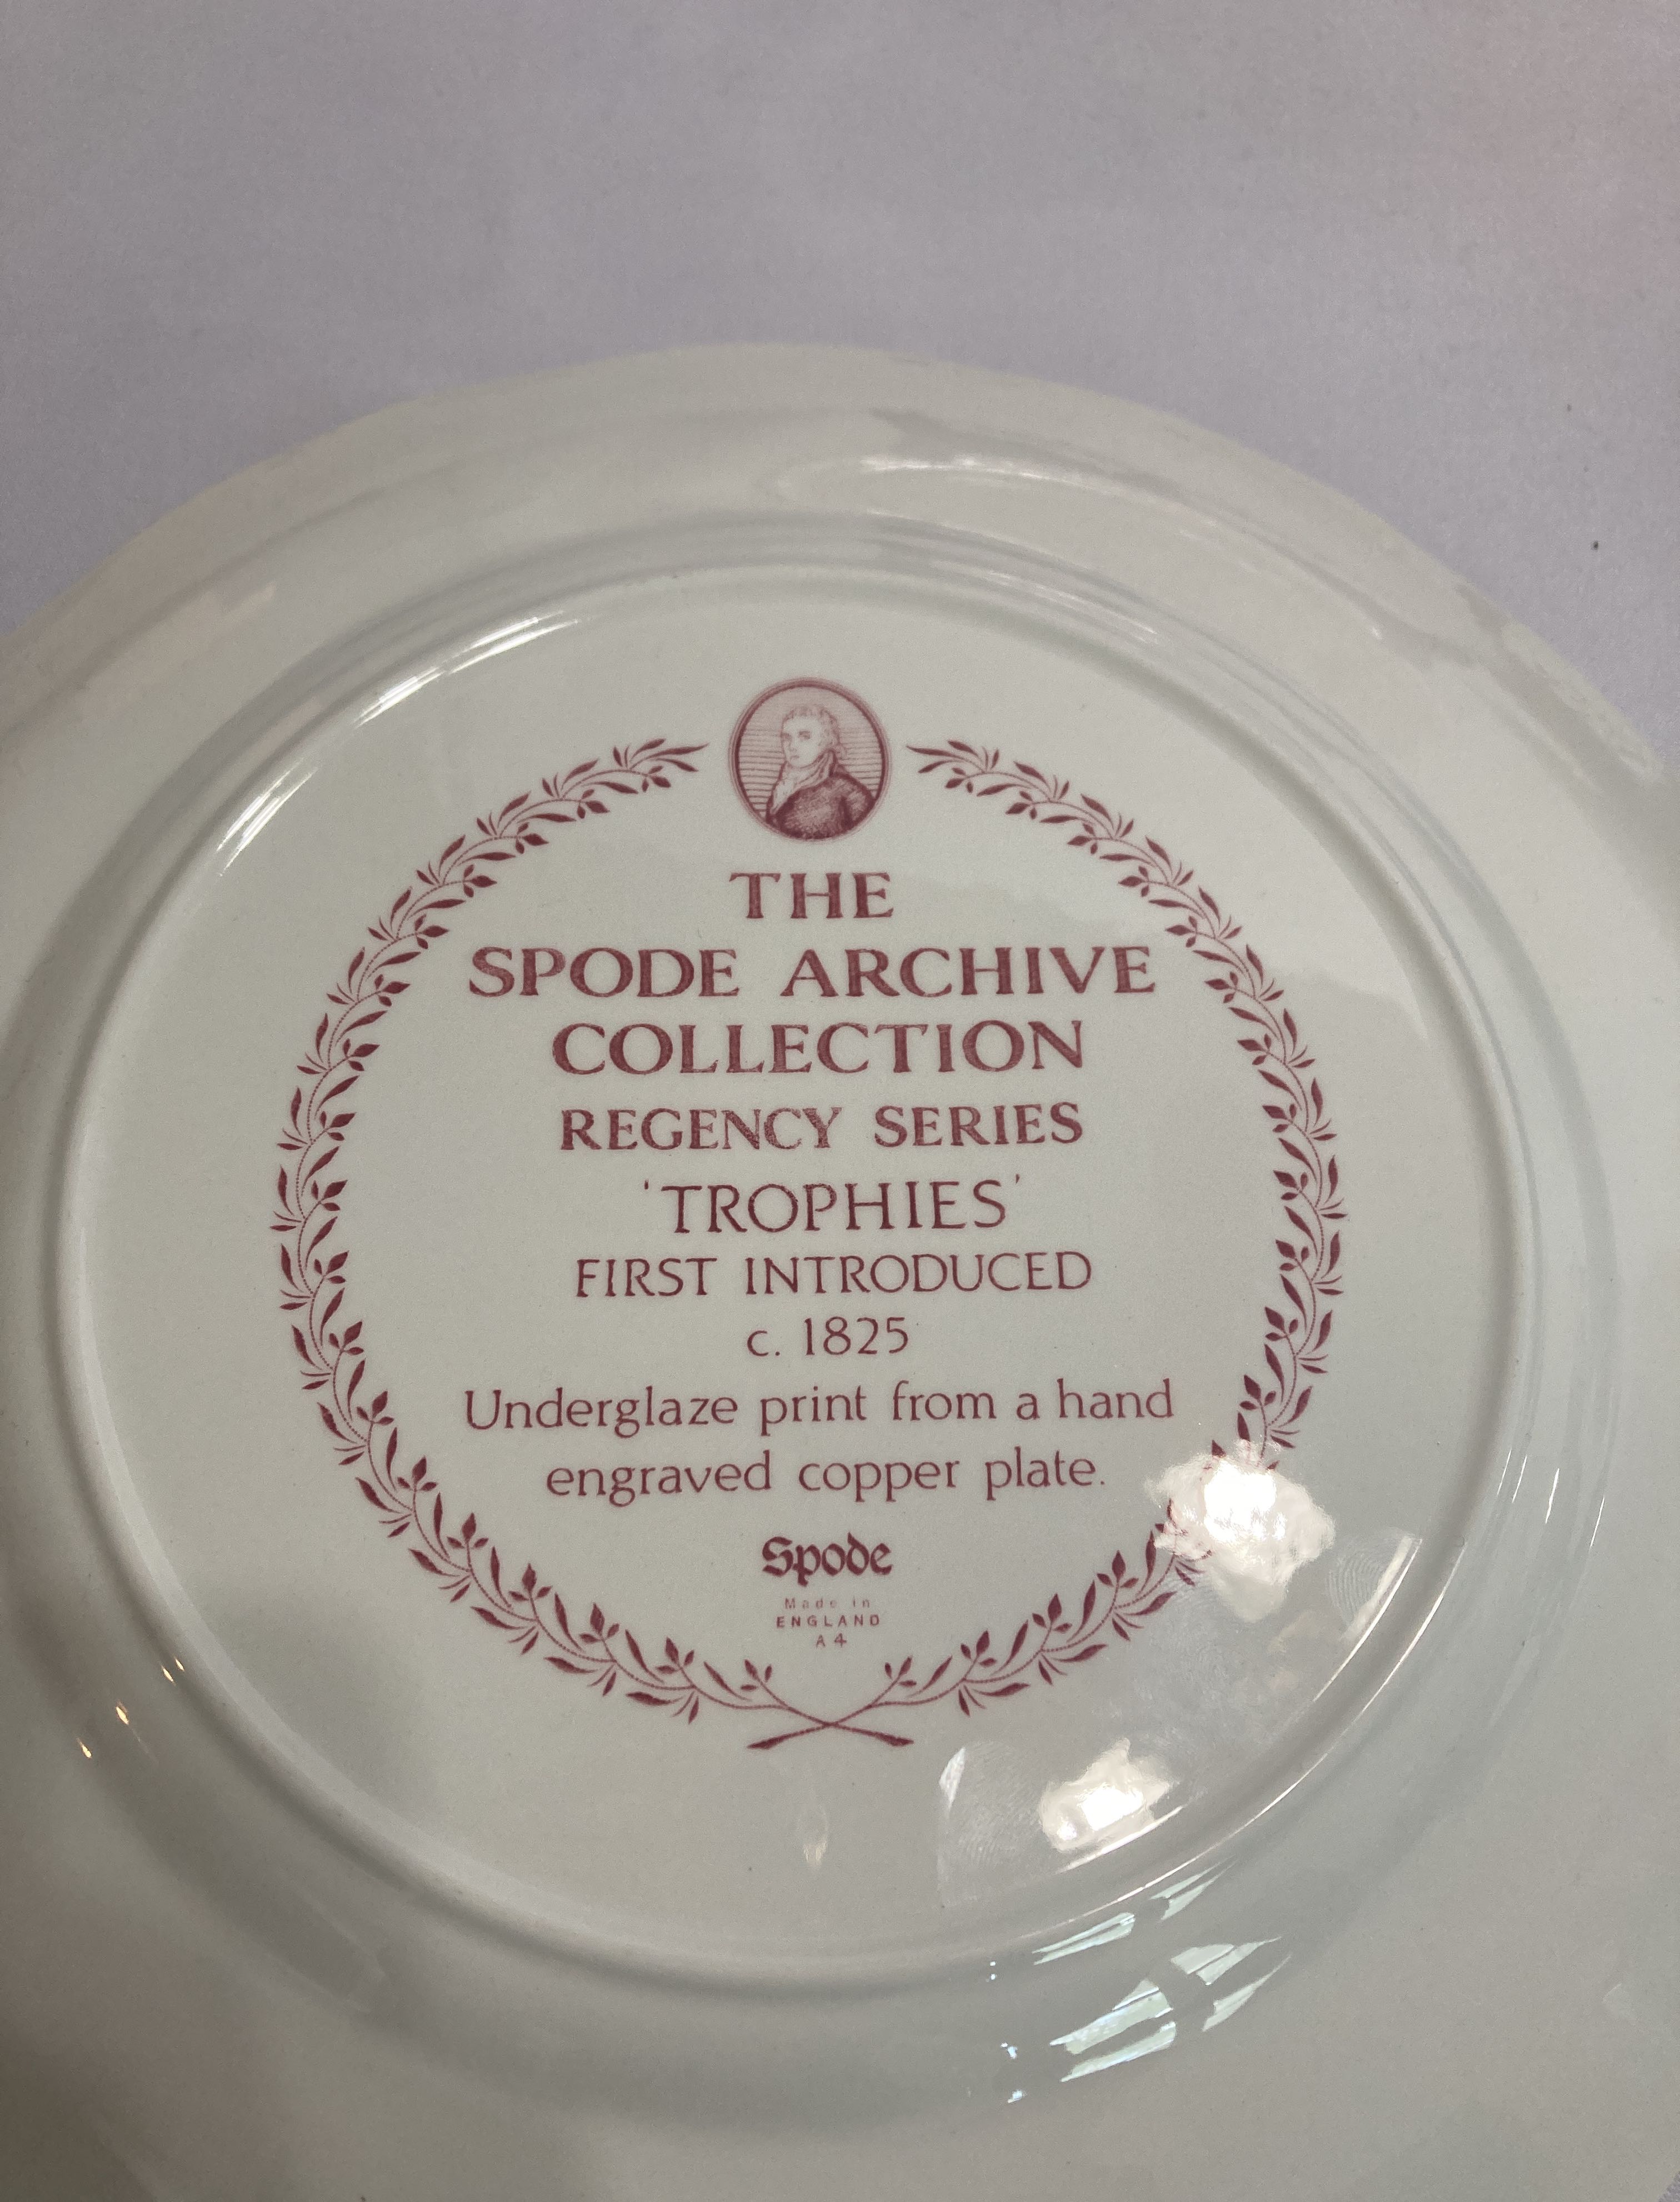 THE
SPODE ARCHIVE
COLLECTION
REGENCY SERIES
'TROPHIES'
FIRST INTRODUCED
c. 1825
Underglaze print from a hand
engraved copper plate.
Spode
Made in
ENGLAND
A4